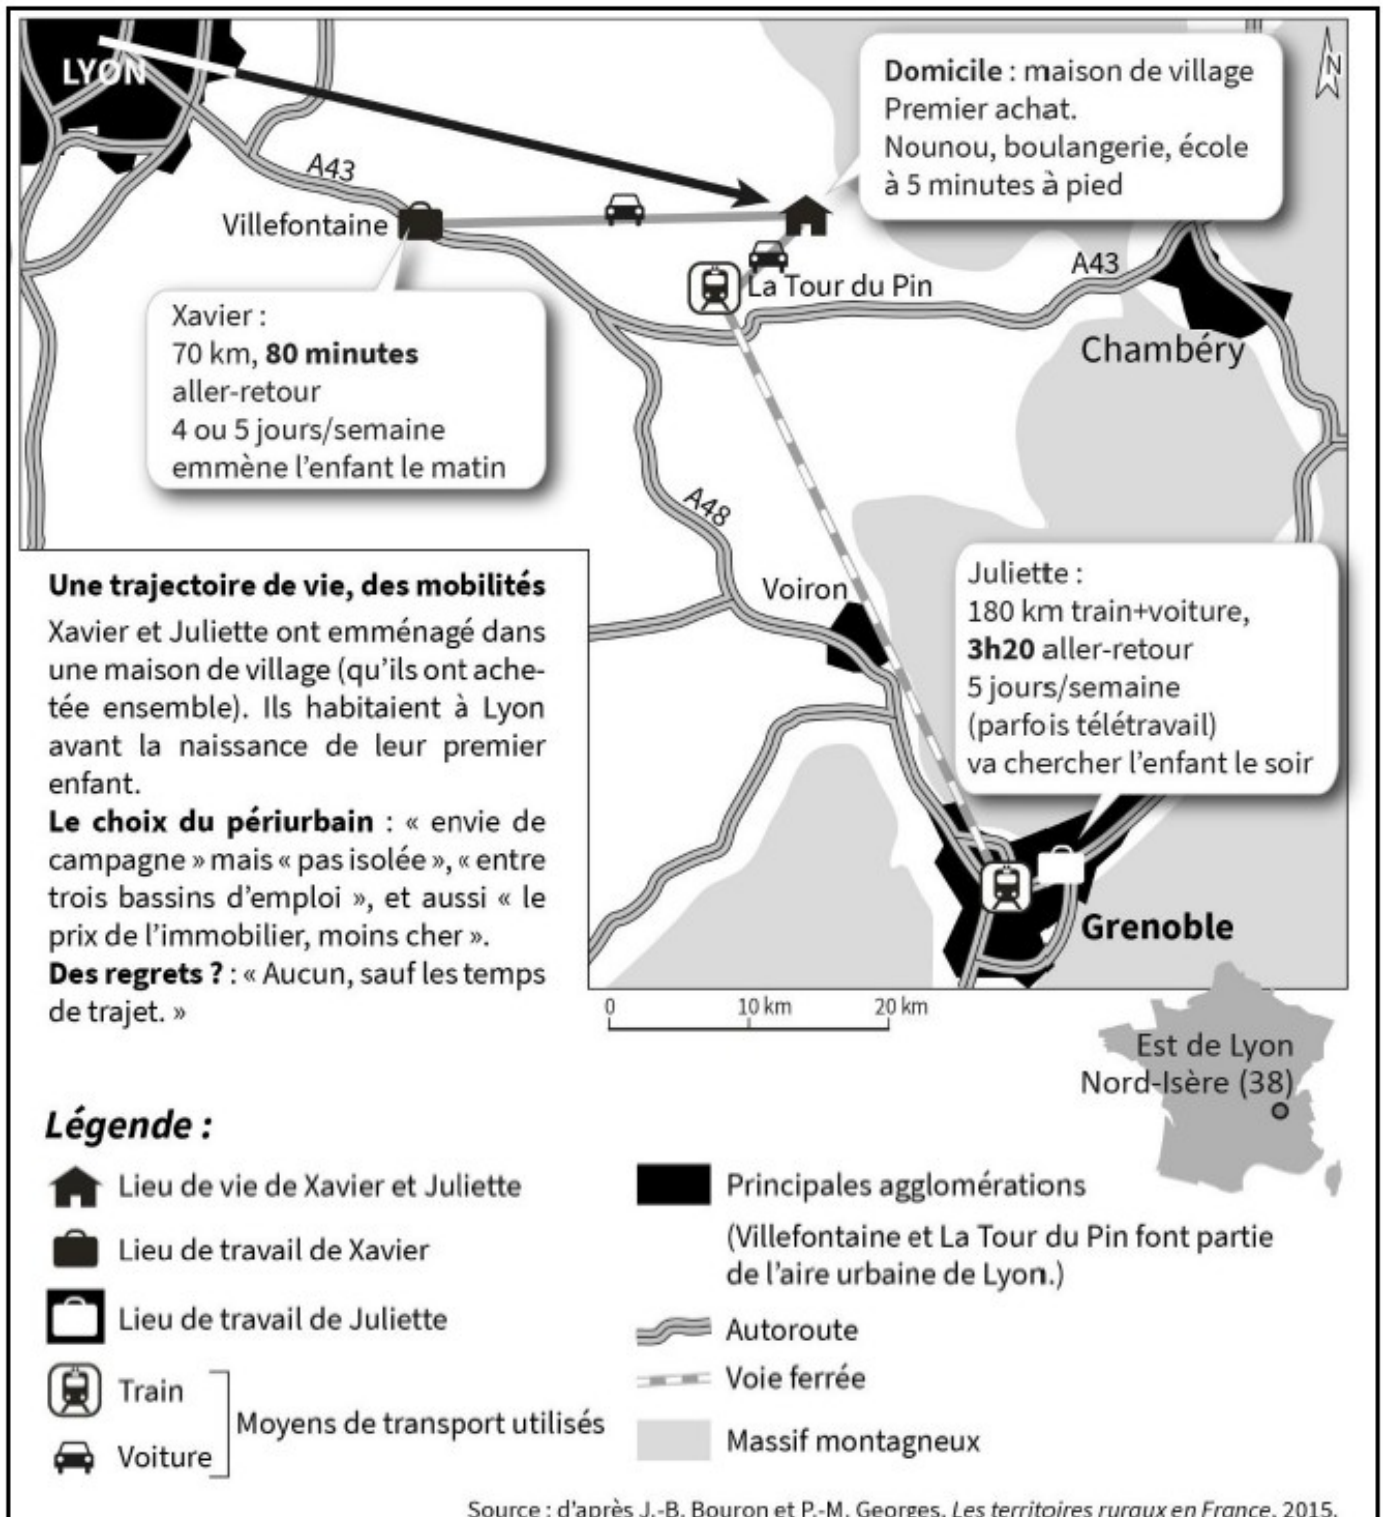 LYON
Domicile : maison de village
Premier achat.
Nounou, boulangerie, école
à 5 minutes à pied
N
A43
Villefontaine
La Tour du Pin
A43
Chambéry
Xavier :
70 km, 80 minutes
aller-retour
4 ou 5 jours/semaine
emmène l'enfant le matin
A48
Voiron
Juliette :
180 km train+voiture,
3h20 aller-retour
5 jours/semaine
(parfois télétravail)
va chercher l'enfant le soir
Grenoble
Une trajectoire de vie, des mobilités
Xavier et Juliette ont emménagé dans
une maison de village (qu'ils ont ache-
tée ensemble). Ils habitaient à Lyon
avant la naissance de leur premier
enfant.
Le choix du périurbain : « envie de
campagne » mais « pas isolée », « entre
trois bassins d'emploi », et aussi « le
prix de l'immobilier, moins cher ».
Des regrets ? : « Aucun, sauf les temps
de trajet. »
0 10 km 20 km
Est de Lyon
Nord-Isère (38)
Légende :
Lieu de vie de Xavier et Juliette
Lieu de travail de Xavier
Lieu de travail de Juliette
Train
Voiture
Moyens de transport utilisés
Principales agglomérations
(Villefontaine et La Tour du Pin font partie
de l'aire urbaine de Lyon.)
Autoroute
Voie ferrée
Massif montagneux
Source : d'après J.-B. Bouron et P.-M. Georges, Les territoires ruraux en France, 2015.